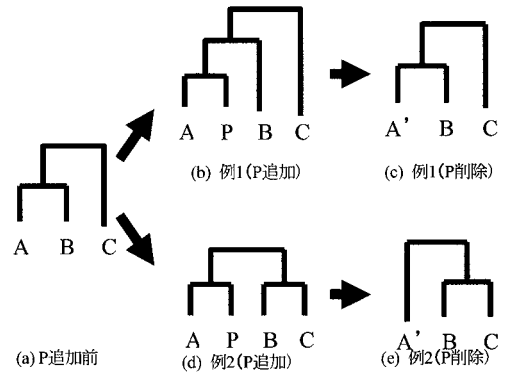 A P B C
(b) 例1(P追加)
A' B C
(c) 例1(P削除)
A B C
(a)P追加前
A P B C
(d) 例2(P追加)
A' B C
(e) 例2(P削除)